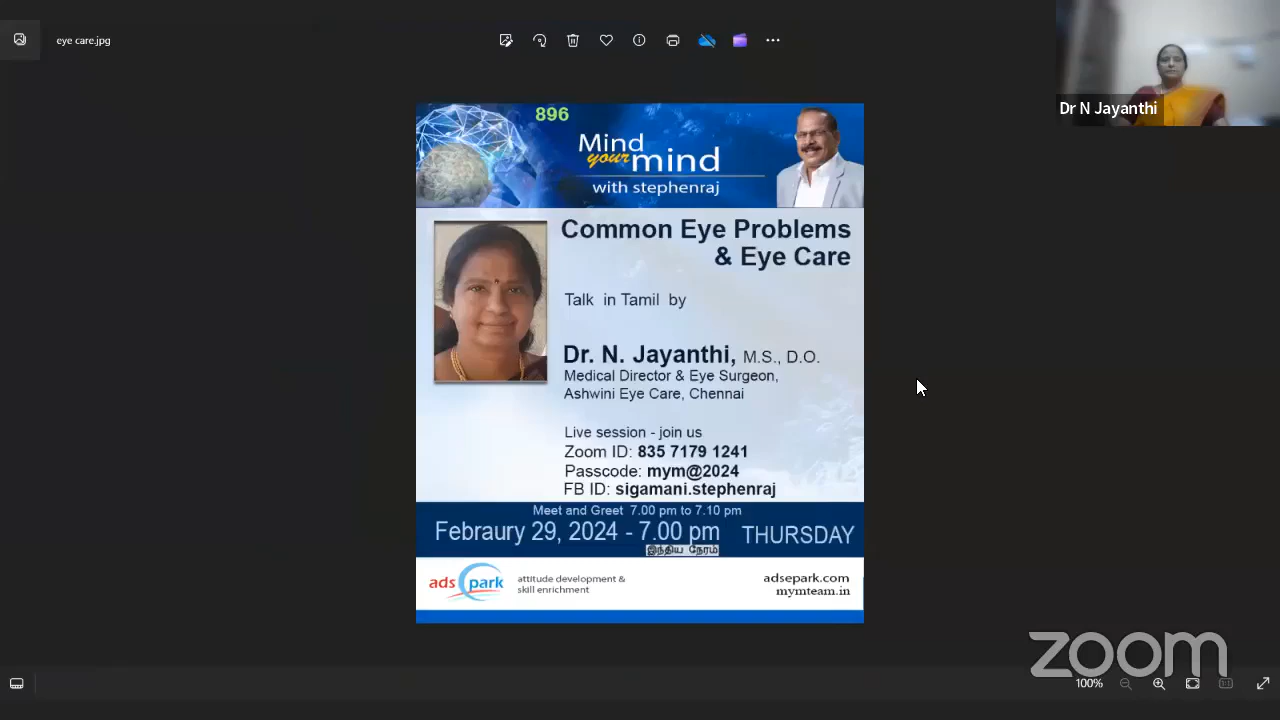 eye care.jpg
Dr N Jayanthi
896
Mind
your mind
with stephenraj
Common Eye Problems
& Eye Care
Talk in Tamil by
Dr. N. Jayanthi, M.S., D.O.
Medical Director & Eye Surgeon,
Ashwini Eye Care, Chennai
Live session - join us
Zoom ID: 835 7179 1241
Passcode: mym@2024
FB ID: sigamani.stephenraj
Meet and Greet 7.00 pm to 7.10 pm
Febraury 29, 2024 - 7.00 pm THURSDAY
இந்திய நேரம்
ads park
attitude development &
skill enrichment
adsepark.com
mymteam.in
zoom
100%